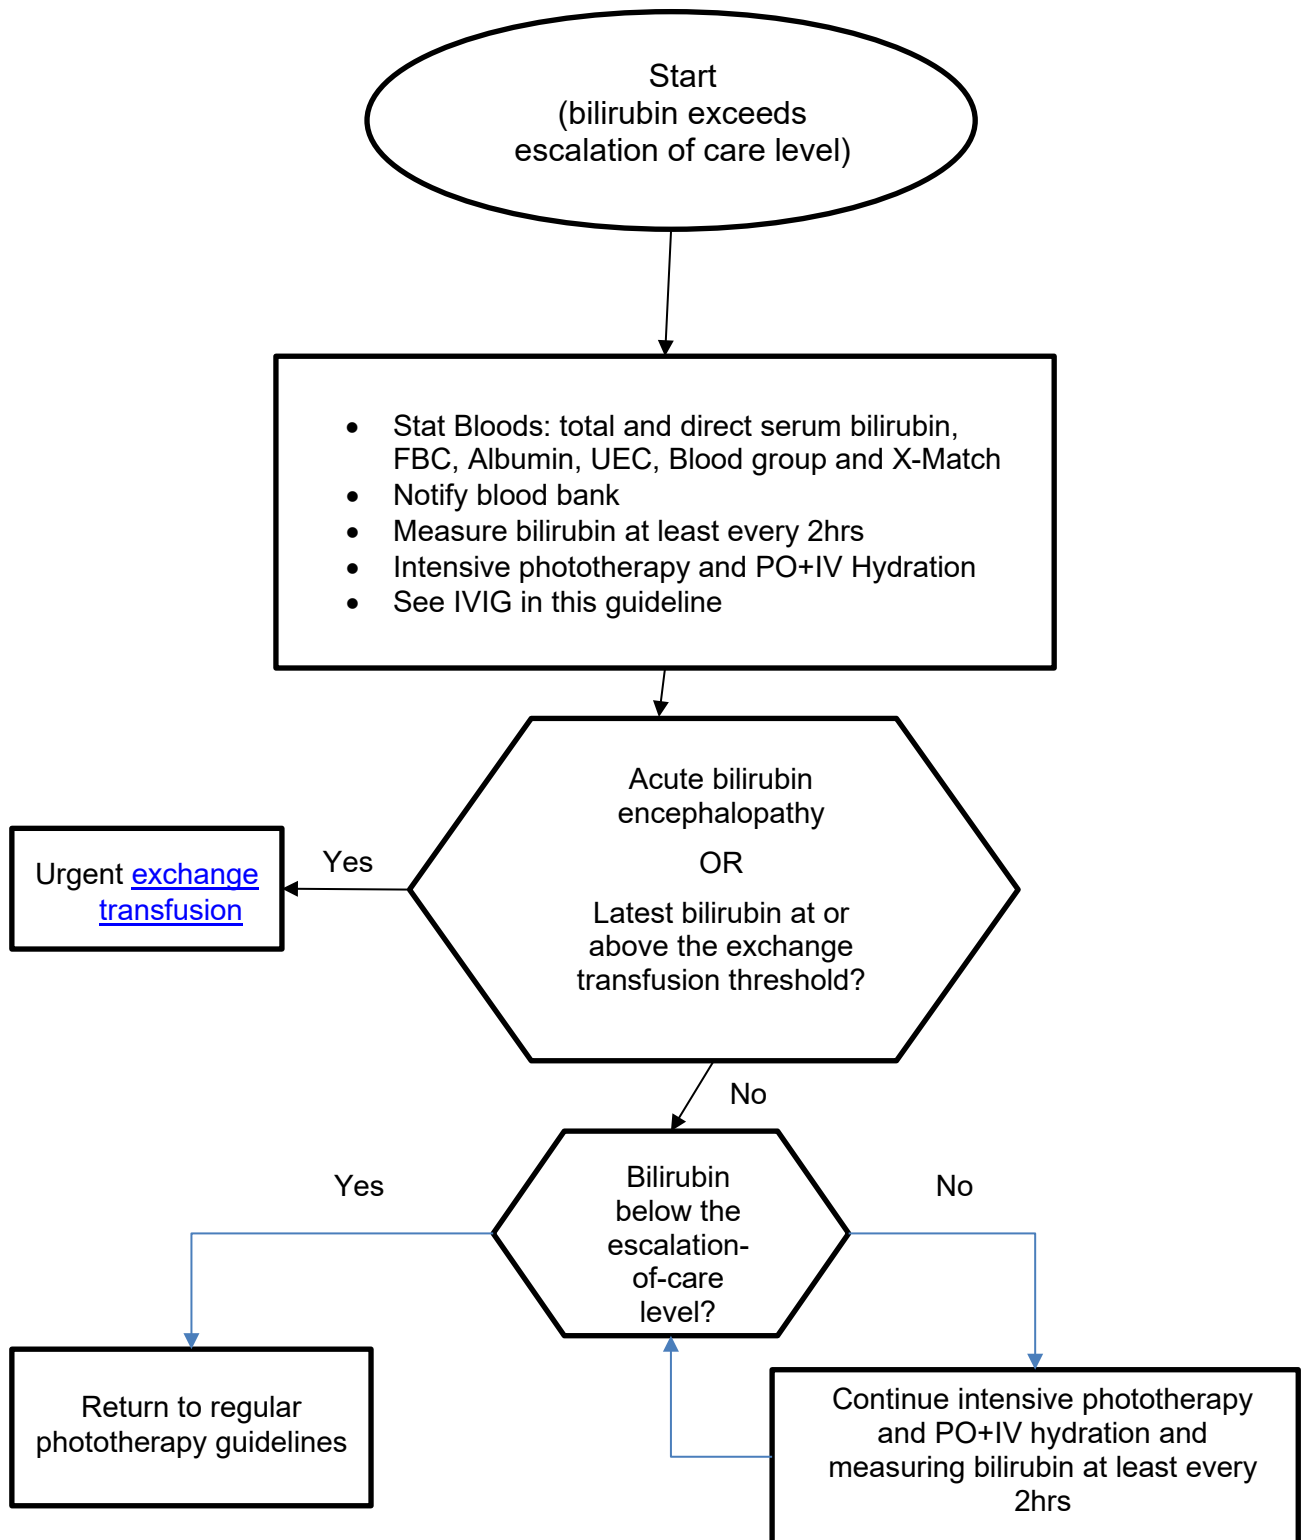 Start
(bilirubin exceeds
escalation of care level)
• Stat Bloods: total and direct serum bilirubin,
FBC, Albumin, UEC, Blood group and X-Match
• Notify blood bank
• Measure bilirubin at least every 2hrs
• Intensive phototherapy and PO+IV Hydration
• See IVIG in this guideline
Acute bilirubin
encephalopathy
OR
Latest bilirubin at or
above the exchange
transfusion threshold?
Yes
Urgent exchange
transfusion
No
Bilirubin
below the
escalation-
of-care
level?
Yes
No
Return to regular
phototherapy guidelines
Continue intensive phototherapy
and PO+IV hydration and
measuring bilirubin at least every
2hrs